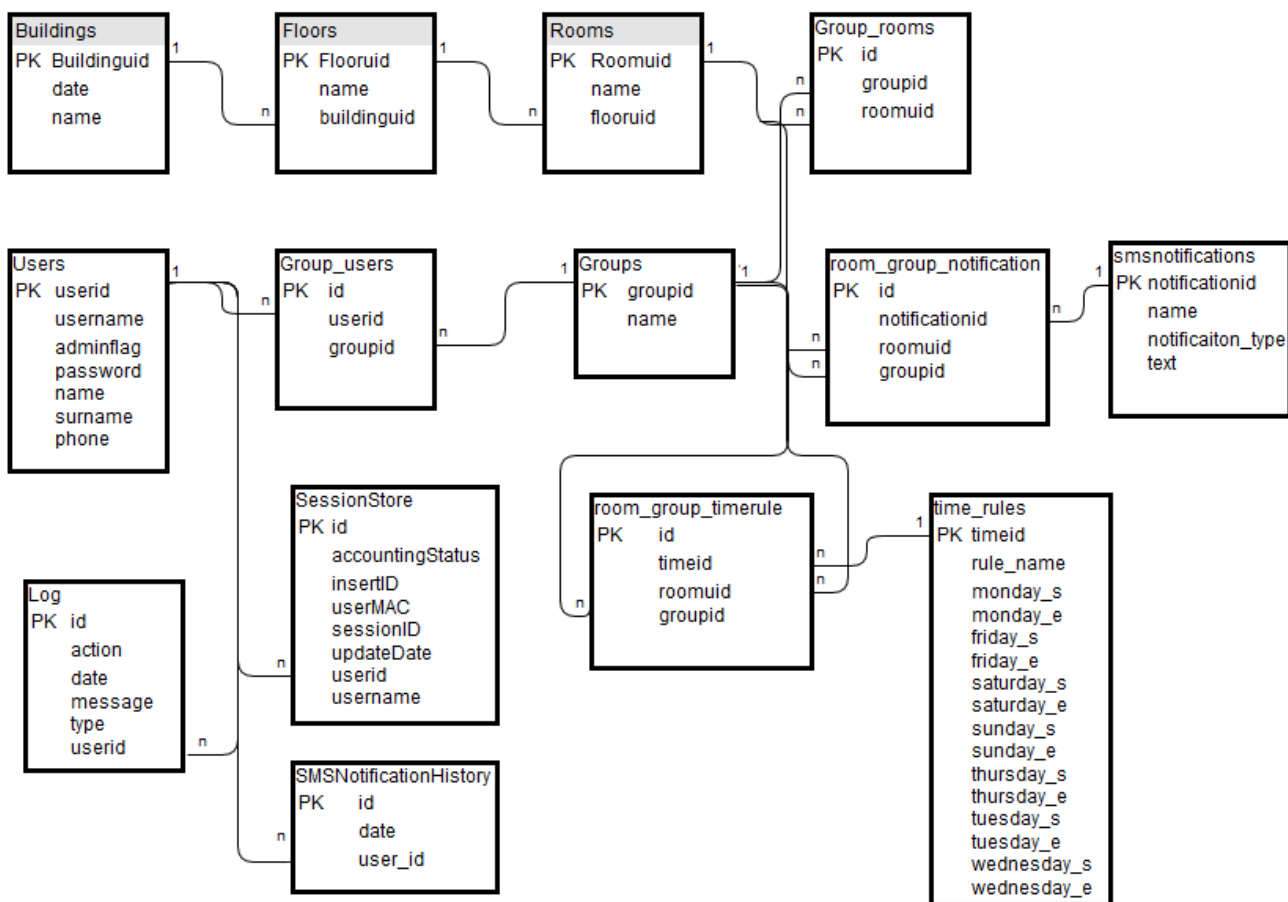 Buildings
PK Buildinguid
date
name
1
n
Floors
PK Flooruid
name
buildinguid
1
n
Rooms
PK Roomuid
name
flooruid
1
n
n
Group_rooms
PK id
groupid
roomuid
Users
PK userid
username
adminflag
password
name
surname
phone
1
n
Group_users
PK id
userid
groupid
n
1
Groups
PK groupid
name
1
n
n
room_group_notification
PK id
notificationid
roomuid
groupid
n
1
smsnotifications
PK notificationid
name
notificaiton_type
text
SessionStore
PK id
accountingStatus
insertID
userMAC
sessionID
updateDate
userid
username
n
room_group_timerule
PK id
timeid
roomuid
groupid
n
n
n
1
time_rules
PK timeid
rule_name
monday_s
monday_e
friday_s
friday_e
saturday_s
saturday_e
sunday_s
sunday_e
thursday_s
thursday_e
tuesday_s
tuesday_e
wednesday_s
wednesday_e
Log
PK id
action
date
message
type
userid
n
SMSNotificationHistory
PK id
date
user_id
n